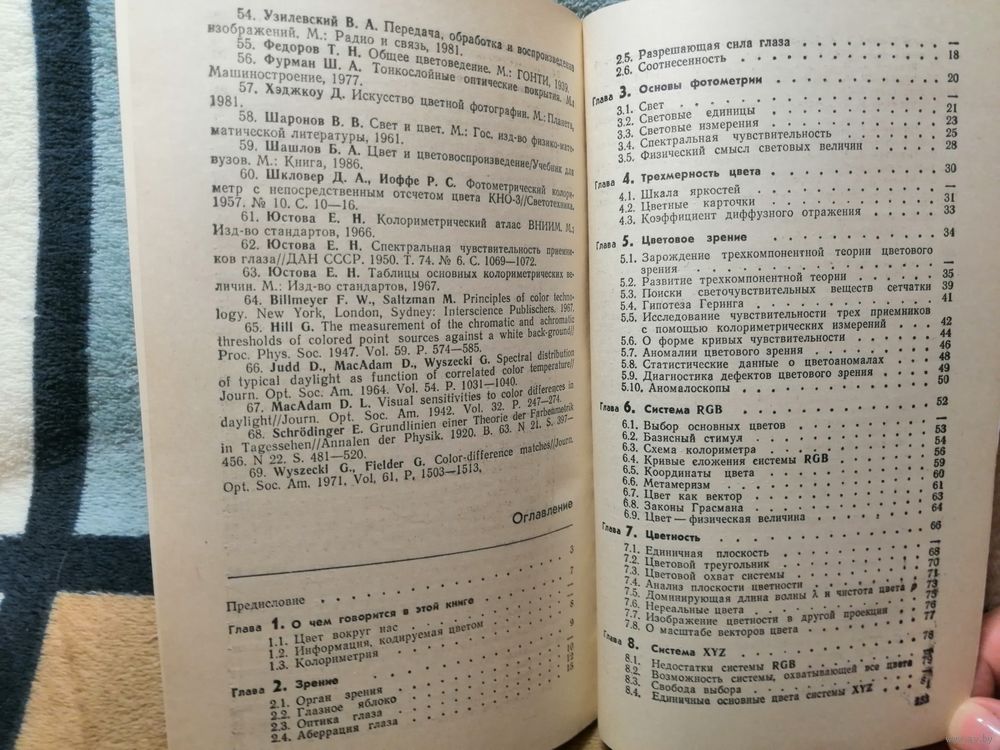 54. Узилевский В. А. Передача, обработка и воспроизведение
изображений. М.: Радио и связь, 1981.
55. Федоров Т. Н. Общее цветоведение. М.: ГОНТИ, 1939.
56. Фурман Ш. А. Тонкослойные оптические покрытия. М.:
Машиностроение, 1977.
57. Хэджкоу Д. Искусство цветной фотографии. М.: Планета,
1981.
58. Шаронов В. В. Свет и цвет. М.: Гос. изд-во физико-мате-
матической литературы, 1961.
59. Шашлов Б. А. Цвет и цветовоспроизведение/Учебник для
вузов. М.: Книга, 1986.
60. Шкловер Д. А., Иоффе Р. С. Фотометрический колори-
метр с непосредственным отсчетом цвета КНО-3//Светотехника.
1957. № 10. С. 10—16.
61. Юстова Е. Н. Колориметрический атлас ВНИИМ. М.:
Изд-во стандартов, 1966.
62. Юстова Е. Н. Спектральная чувствительность приемни-
ков глаза//ДАН СССР. 1950. Т. 74. № 6. С. 1069—1072.
63. Юстова Е. Н. Таблицы основных колориметрических ве-
личин. М.: Изд-во стандартов, 1967.
64. Billmeyer F. W., Saltzman M. Principles of color techno-
logy. New York, London, Sydney: Interscience Publischers. 1967.
65. Hill G. The measurement of the chromatic and achromatic
thresholds of colored point sources against a white back-ground//
Proc. Phys. Soc. 1947. Vol. 59. P. 574—585.
66. Judd D., MacAdam D., Wyszecki G. Spectral distribution
of typical daylight as function of correlated color temperature//
Journ. Opt. Soc. Am. 1964. Vol. 54. P. 1031—1040.
67. MacAdam D. L. Visual sensitivities to color differences in
daylight//Journ. Opt. Soc. Am. 1942. Vol. 32. P. 247—274.
68. Schrödinger E. Grundlinien einer Theorie der Farbenmetrik
in Tagessehen//Annalen der Physik. 1920. B. 63. N 21. S. 397—
456. N 22. S. 481—520.
69. Wyszecki G., Fielder G. Color-difference matches//Journ.
Opt. Soc. Am. 1971, Vol, 61, P, 1503—1513,
Оглавление
Предисловие 3
Глава 1. О чем говорится в этой книге 7
1.1. Цвет вокруг нас —
1.2. Информация, кодируемая цветом 8
1.3. Колориметрия
Глава 2. Зрение 9
2.1. Орган зрения —
2.2. Глазное яблоко 10
2.3. Оптика глаза 12
2.4. Аберрация глаза
2.5. Разрешающая сила глаза —
2.6. Соотнесенность 18
Глава 3. Основы фотометрии 20
3.1. Свет —
3.2. Световые единицы 21
3.3. Световые измерения 23
3.4. Спектральная чувствительность 25
3.5. Физический смысл световых величин 28
Глава 4. Трехмерность цвета 30
4.1. Шкала яркостей —
4.2. Цветные карточки 31
4.3. Коэффициент диффузного отражения 33
Глава 5. Цветовое зрение 34
5.1. Зарождение трехкомпонентной теории цветового
зрения —
5.2. Развитие трехкомпонентной теории 35
5.3. Поиски светочувствительных веществ сетчатки 39
5.4. Гипотеза Геринга 41
5.5. Исследование чувствительности трех приемников
с помощью колориметрических измерений 42
5.6. О форме кривых чувствительности 44
5.7. Аномалии цветового зрения 46
5.8. Статистические данные о цветоаномалах 48
5.9. Диагностика дефектов цветового зрения 49
5.10. Аномалоскопы 50
Глава 6. Система RGB 52
6.1. Выбор основных цветов —
6.2. Базисный стимул 53
6.3. Схема колориметра 54
6.4. Кривые сложения системы RGB 56
6.5. Координаты цвета 59
6.6. Метамеризм 60
6.7. Цвет как вектор 61
6.8. Законы Грасмана 63
6.9. Цвет — физическая величина 64
Глава 7. Цветность 66
7.1. Единичная плоскость —
7.2. Цветовой треугольник 68
7.3. Цветовой охват системы 70
7.4. Анализ плоскости цветности 71
7.5. Доминирующая длина волны λ и чистота цвета p 73
7.6. Нереальные цвета 75
7.7. Изображение цветности в другой проекции 76
7.8. О масштабе векторов цвета 77
Глава 8. Система XYZ 78
8.1. Недостатки системы RGB —
8.2. Возможность системы, охватывающей все цвета
8.3. Свобода выбора
8.4. Единичные основные цвета системы XYZ
253
www.av.by